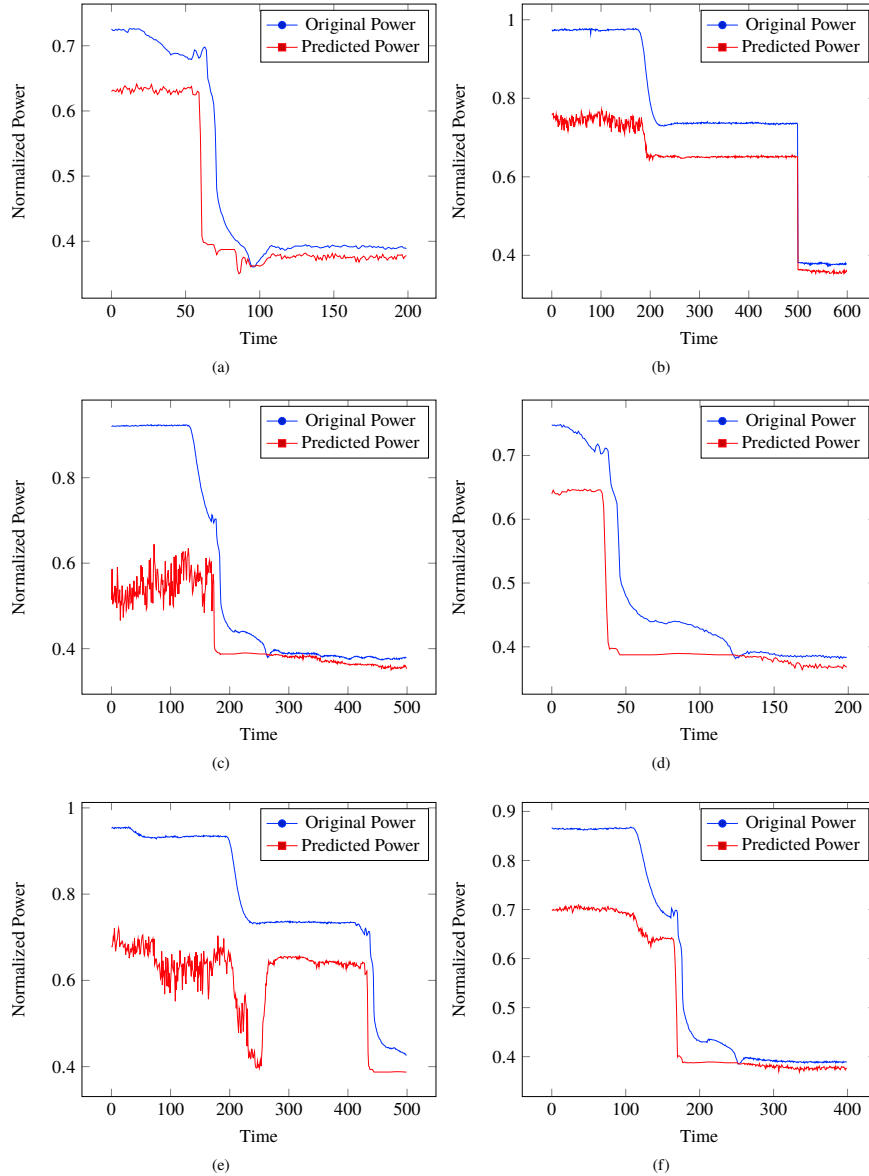 Original Power
Predicted Power
0.7
0.6
0.5
0.4
Normalized Power
0 50 100 150 200
Time
(a)
Original Power
Predicted Power
1
0.8
0.6
0.4
Normalized Power
0 100 200 300 400 500 600
Time
(b)
Original Power
Predicted Power
0.8
0.6
0.4
Normalized Power
0 100 200 300 400 500
Time
(c)
Original Power
Predicted Power
0.7
0.6
0.5
0.4
Normalized Power
0 50 100 150 200
Time
(d)
Original Power
Predicted Power
1
0.8
0.6
0.4
Normalized Power
0 100 200 300 400 500
Time
(e)
Original Power
Predicted Power
0.9
0.8
0.7
0.6
0.5
0.4
Normalized Power
0 100 200 300 400
Time
(f)